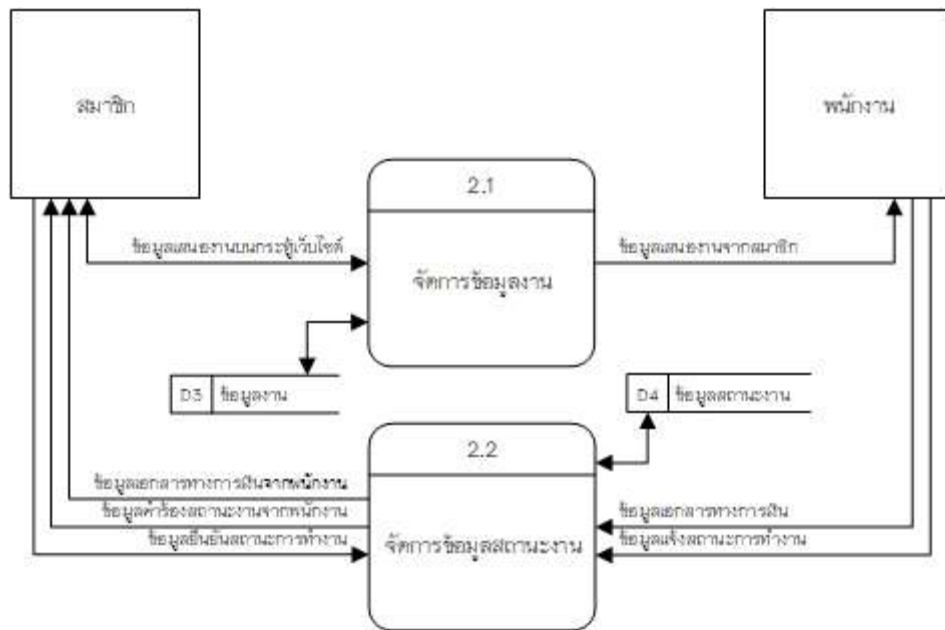 สมาชิก
พนักงาน
2.1
ข้อมูลเสนองานบนกระทู้เว็บไซต์
ข้อมูลเสนองานจากสมาชิก
จัดการข้อมูลงาน
D3 ข้อมูลงาน
D4 ข้อมูลสถานะงาน
2.2
ข้อมูลเอกสารทางการเงินจากพนักงาน
ข้อมูลคำร้องสถานะงานจากพนักงาน
ข้อมูลเอกสารทางการเงิน
ข้อมูลยืนยันสถานะการทำงาน
ข้อมูลแจ้งสถานะการทำงาน
จัดการข้อมูลสถานะงาน